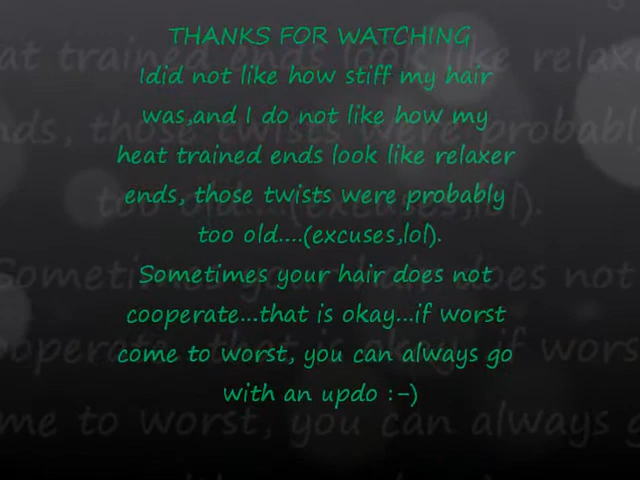 THANKS FOR WATCHING
Idid not like how stiff my hair
was,and I do not like how my
heat trained ends look like relaxer
ends, those twists were probably
too old....(excuses,lol).
Sometimes your hair does not
cooperate...that is okay...if worst
come to worst, you can always go
with an updo :-)